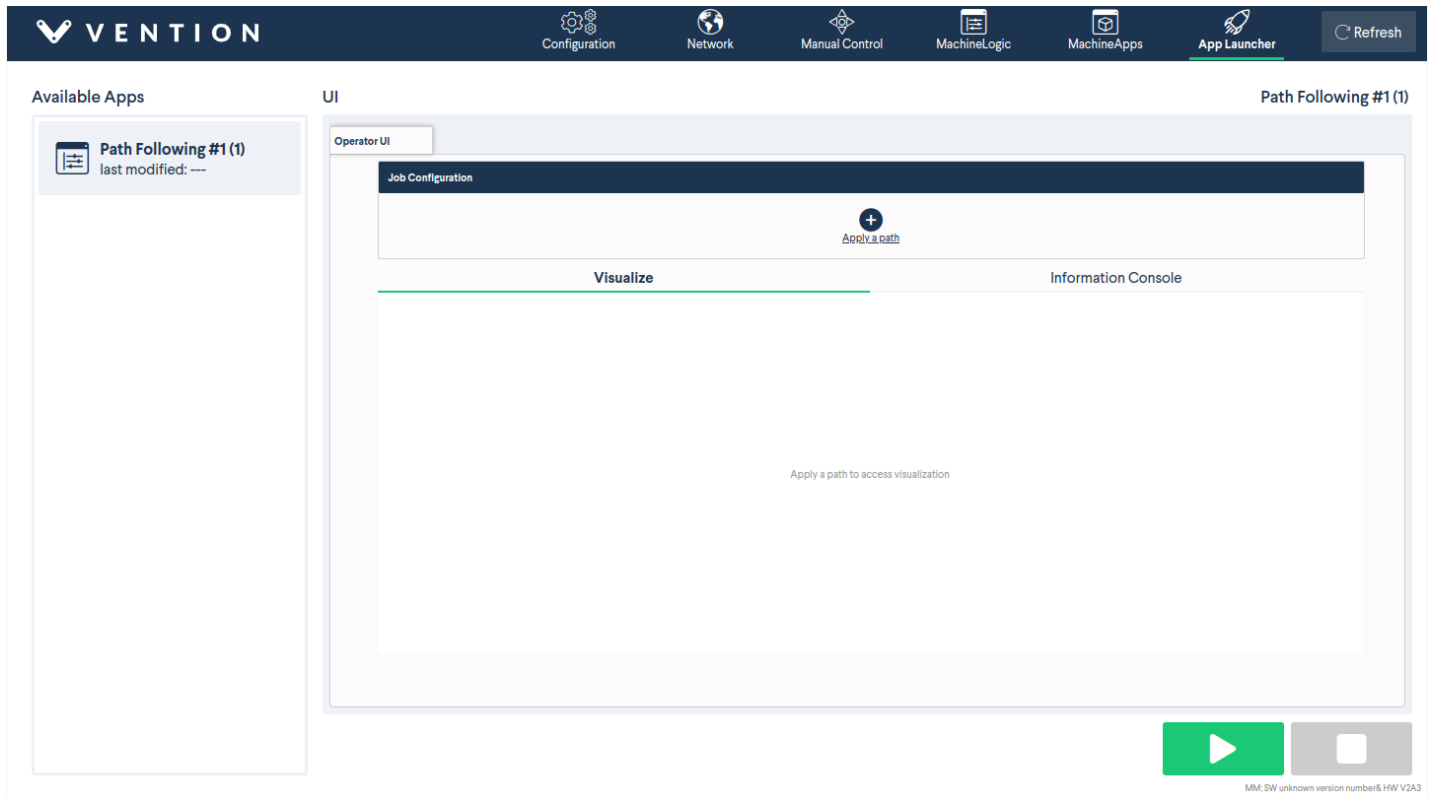 VENTION
Configuration
Network
Manual Control
MachineLogic
MachineApps
App Launcher
Refresh
Available Apps
UI
Path Following #1 (1)
Path Following #1 (1)
last modified: ---
Operator UI
Job Configuration
Apply a path
Visualize
Information Console
Apply a path to access visualization
MM: SW unknown version number& HW V2A3